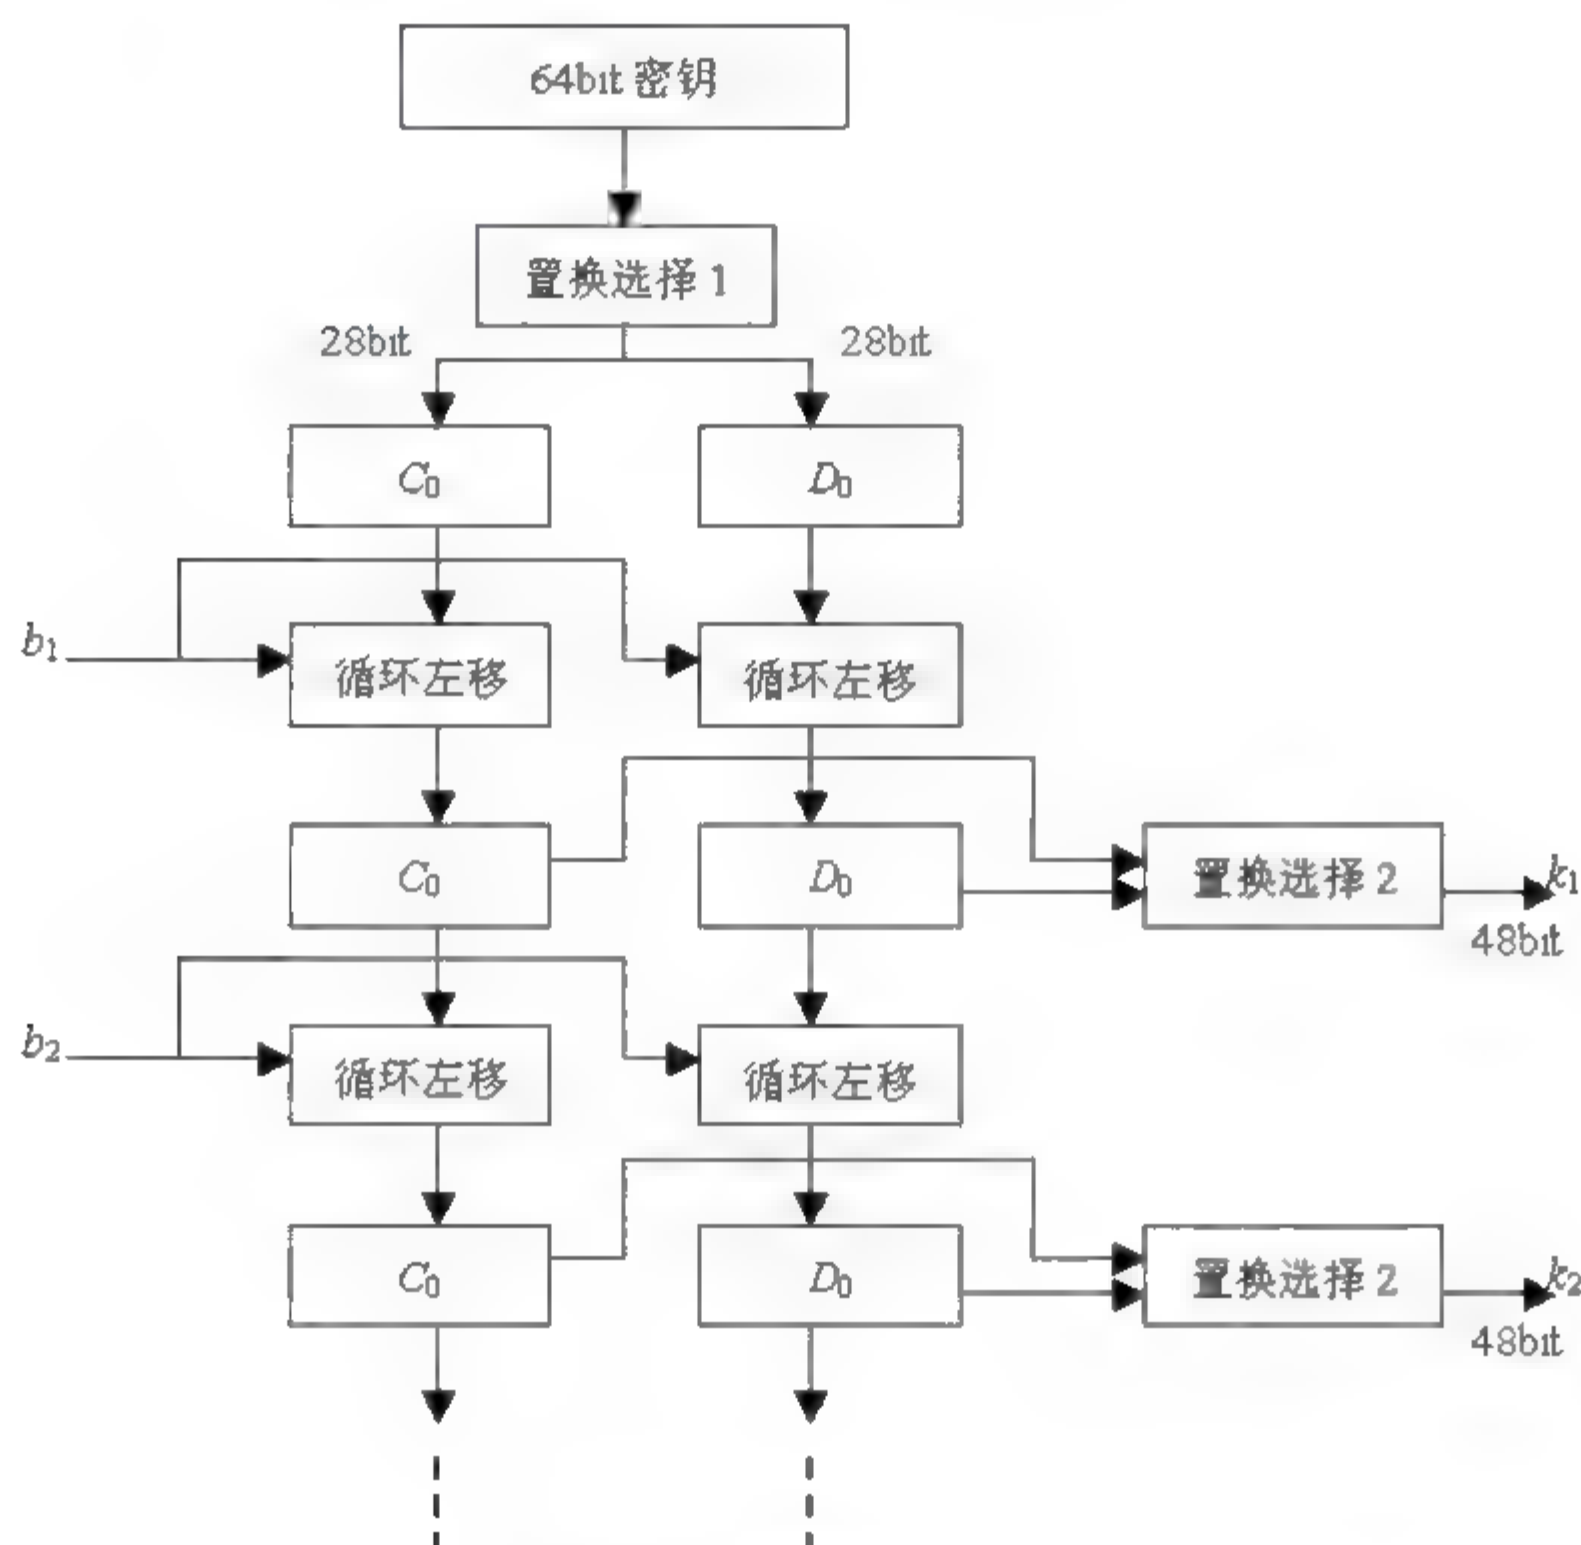 64bit 密钥
置换选择 1
28bit 28bit
C₀ D₀
b₁ 循环左移 循环左移
C₀ D₀ 置换选择 2 k₁
48bit
b₂ 循环左移 循环左移
C₀ D₀ 置换选择 2 k₂
48bit